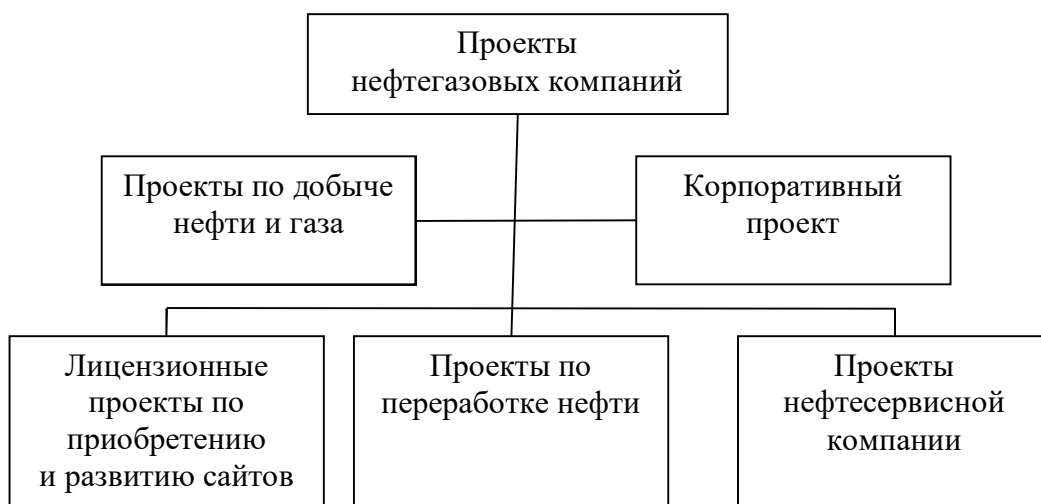 Проекты
нефтегазовых компаний
Проекты по добыче
нефти и газа
Корпоративный
проект
Лицензионные
проекты по
приобретению
и развитию сайтов
Проекты по
переработке нефти
Проекты
нефтесервисной
компании